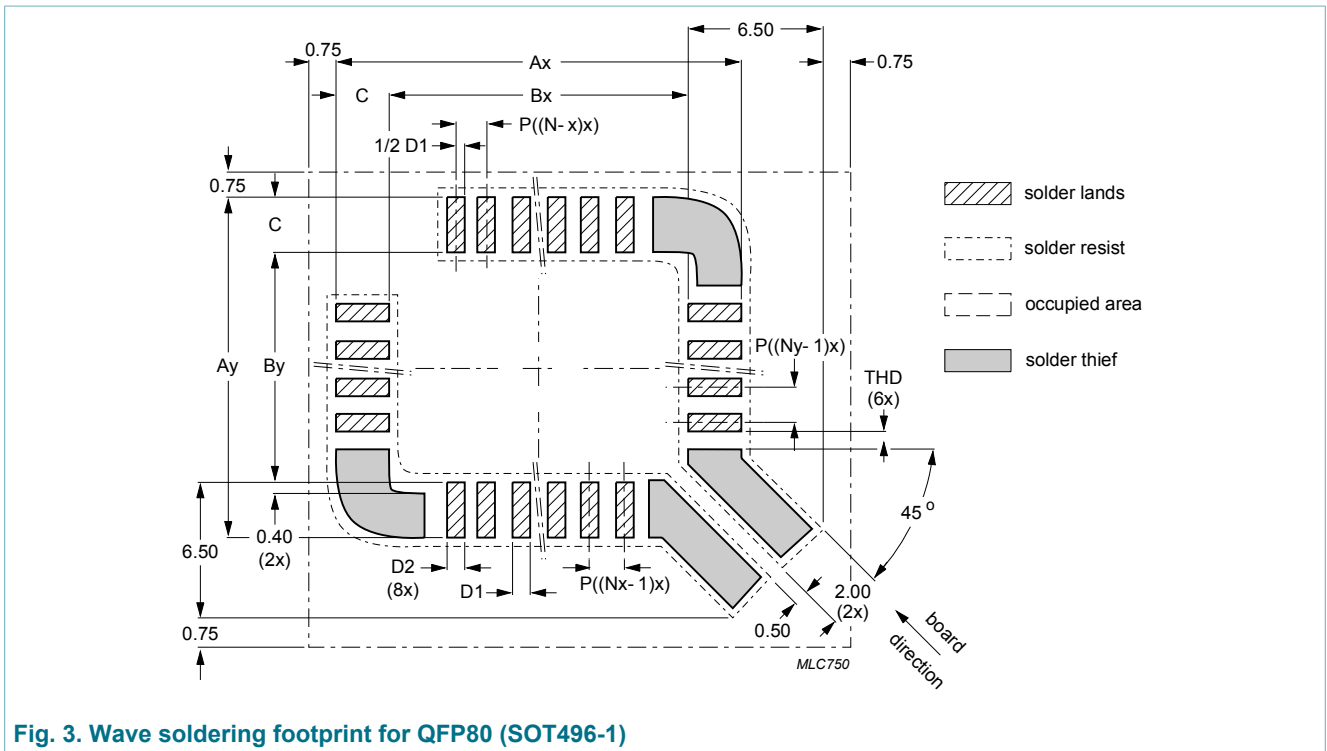 6.50
0.75
Ax
0.75
C
Bx
P((N- x)x)
1/2 D1
0.75
C
solder lands
solder resist
occupied area
solder thief
Ay
By
P((Ny- 1)x)
THD
(6x)
45 o
6.50
0.40
(2x)
D2
(8x)
D1
P((Nx- 1)x)
2.00
(2x)
0.50
board
direction
0.75
MLC750
Fig. 3. Wave soldering footprint for QFP80 (SOT496-1)